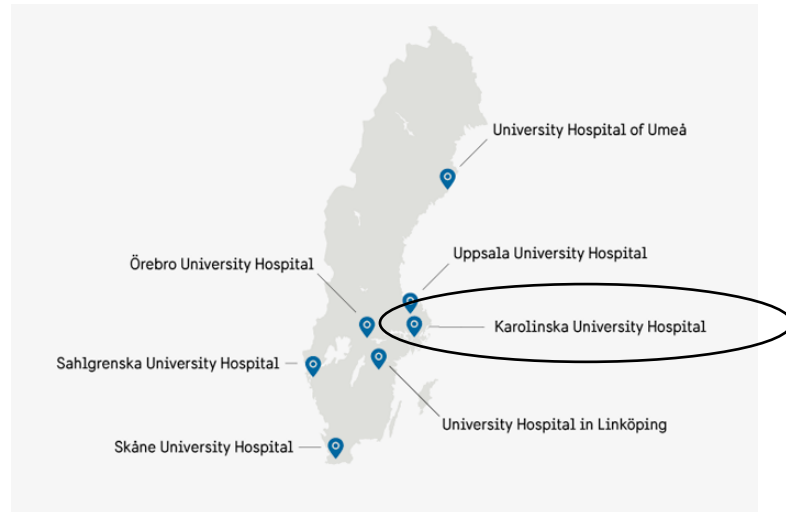 University Hospital of Umeå
Uppsala University Hospital
Örebro University Hospital
Karolinska University Hospital
Sahlgrenska University Hospital
University Hospital in Linköping
Skåne University Hospital